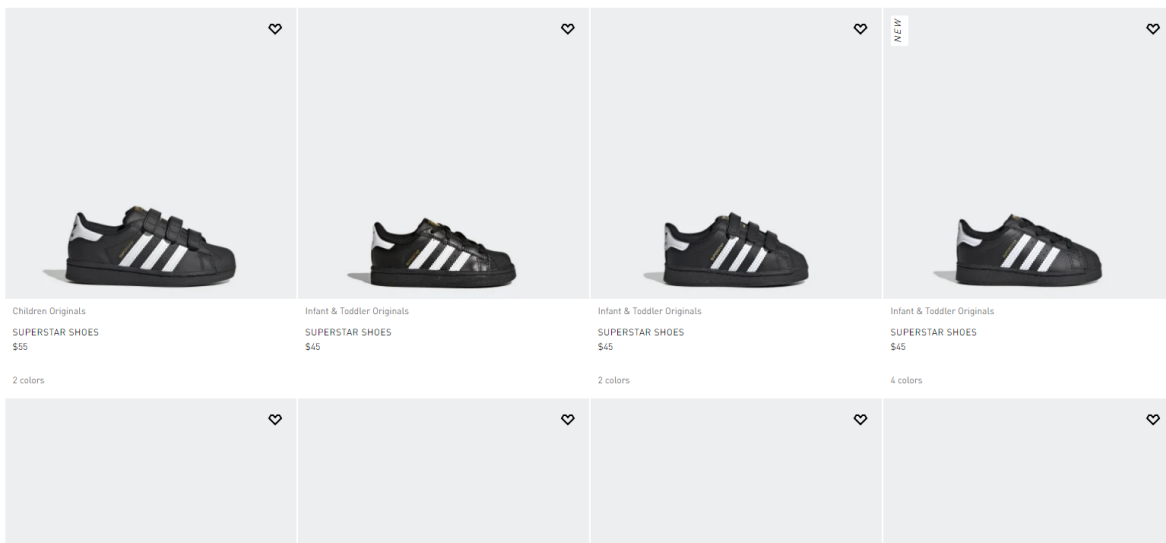 NEW
Children Originals
SUPERSTAR SHOES
$55
2 colors
Infant & Toddler Originals
SUPERSTAR SHOES
$45
Infant & Toddler Originals
SUPERSTAR SHOES
$45
2 colors
Infant & Toddler Originals
SUPERSTAR SHOES
$45
4 colors